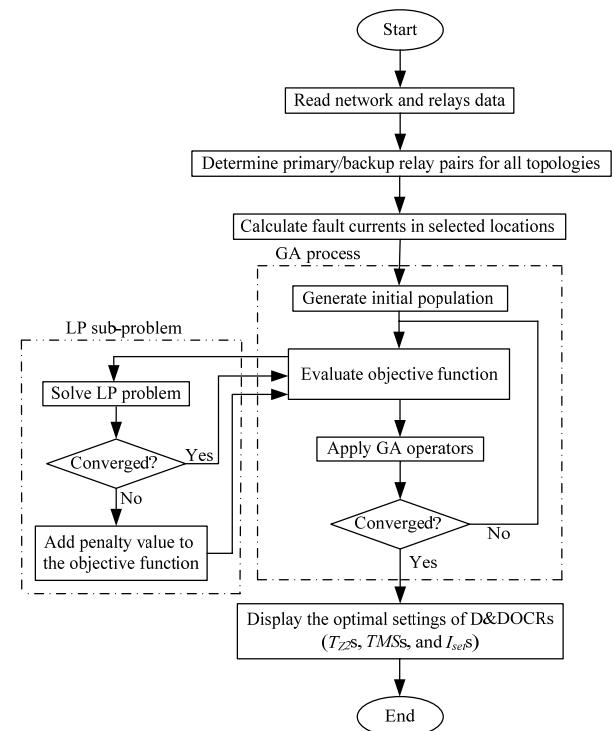 Start
Read network and relays data
Determine primary/backup relay pairs for all topologies
Calculate fault currents in selected locations
GA process
Generate initial population
LP sub-problem
Evaluate objective function
Solve LP problem
Converged?
Yes
No
Add penalty value to
the objective function
Apply GA operators
Converged?
No
Yes
Display the optimal settings of D&DOCRs
(TZ2s, TMSs, and Isets)
End